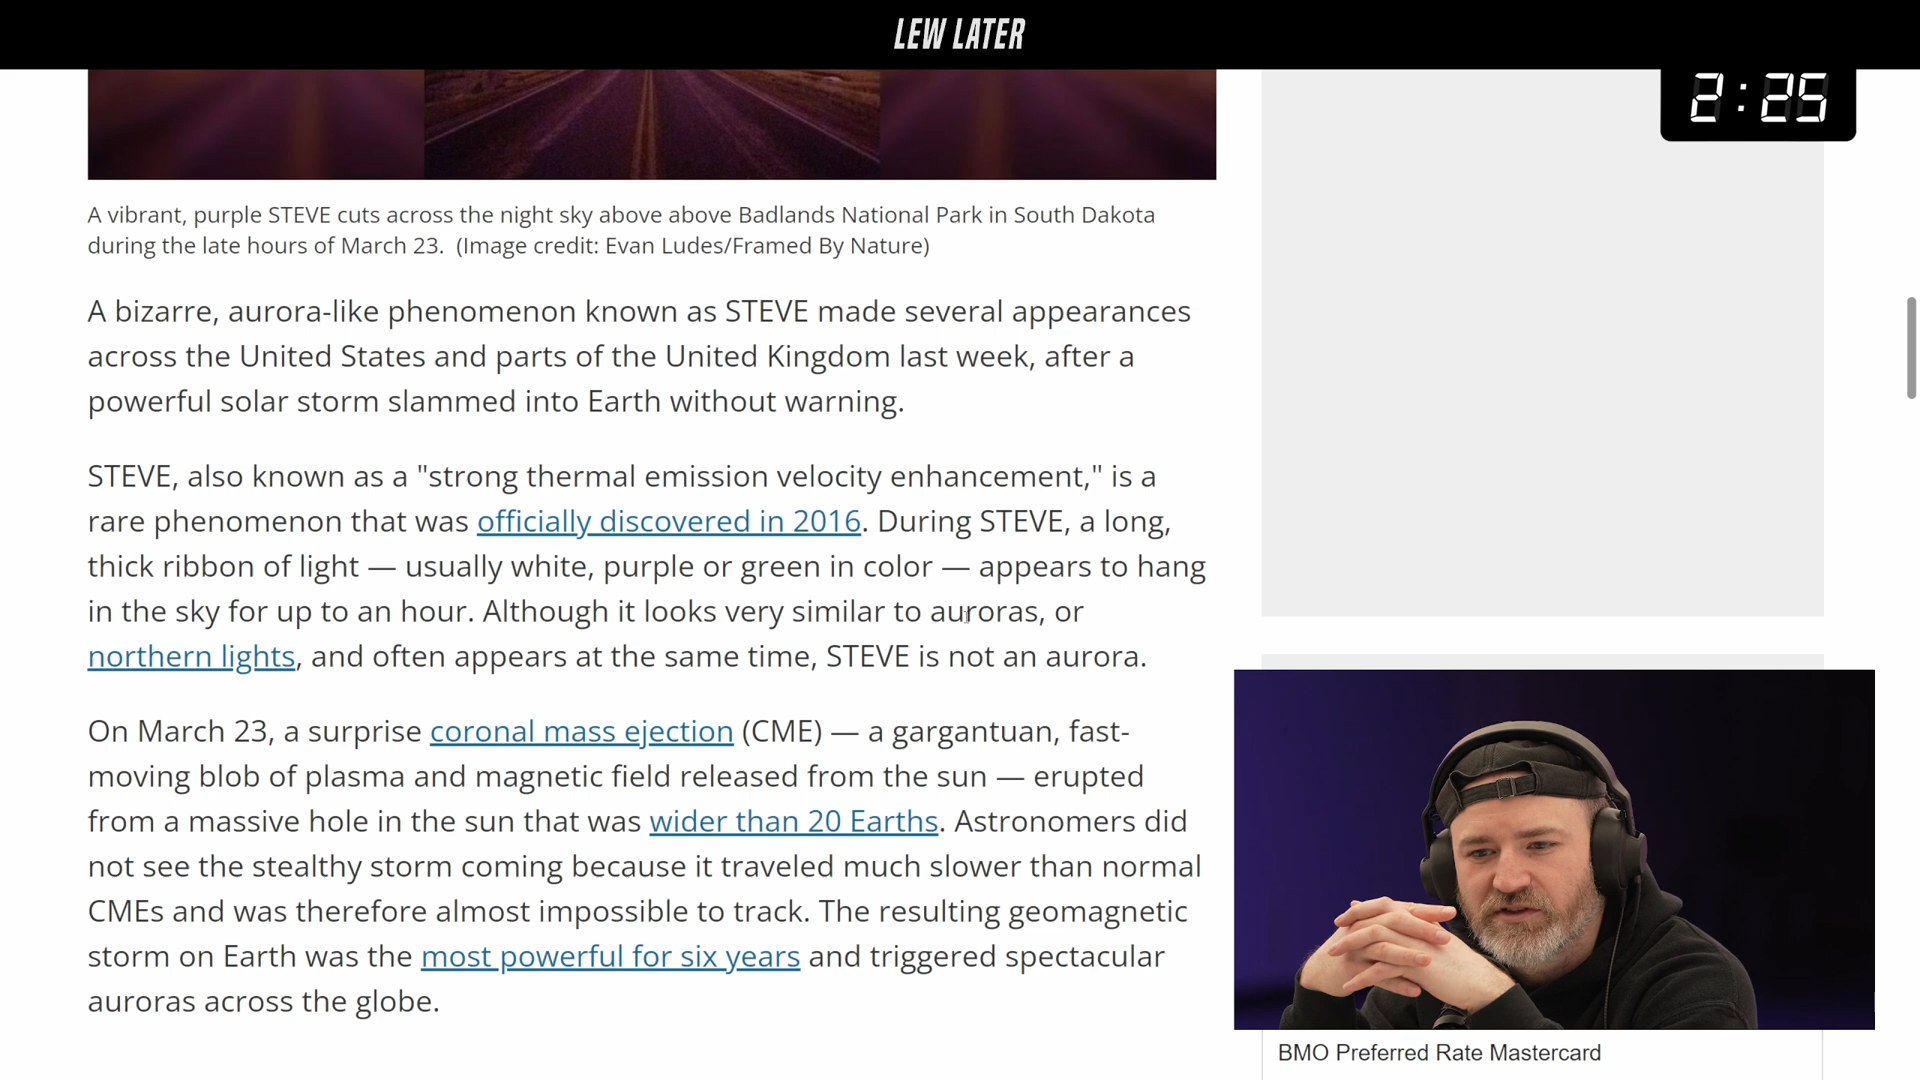 LEW LATER
2:25
A vibrant, purple STEVE cuts across the night sky above above Badlands National Park in South Dakota
during the late hours of March 23. (Image credit: Evan Ludes/Framed By Nature)
A bizarre, aurora-like phenomenon known as STEVE made several appearances
across the United States and parts of the United Kingdom last week, after a
powerful solar storm slammed into Earth without warning.
STEVE, also known as a "strong thermal emission velocity enhancement," is a
rare phenomenon that was officially discovered in 2016. During STEVE, a long,
thick ribbon of light — usually white, purple or green in color — appears to hang
in the sky for up to an hour. Although it looks very similar to auroras, or
northern lights, and often appears at the same time, STEVE is not an aurora.
On March 23, a surprise coronal mass ejection (CME) — a gargantuan, fast-
moving blob of plasma and magnetic field released from the sun — erupted
from a massive hole in the sun that was wider than 20 Earths. Astronomers did
not see the stealthy storm coming because it traveled much slower than normal
CMEs and was therefore almost impossible to track. The resulting geomagnetic
storm on Earth was the most powerful for six years and triggered spectacular
auroras across the globe.
BMO Preferred Rate Mastercard